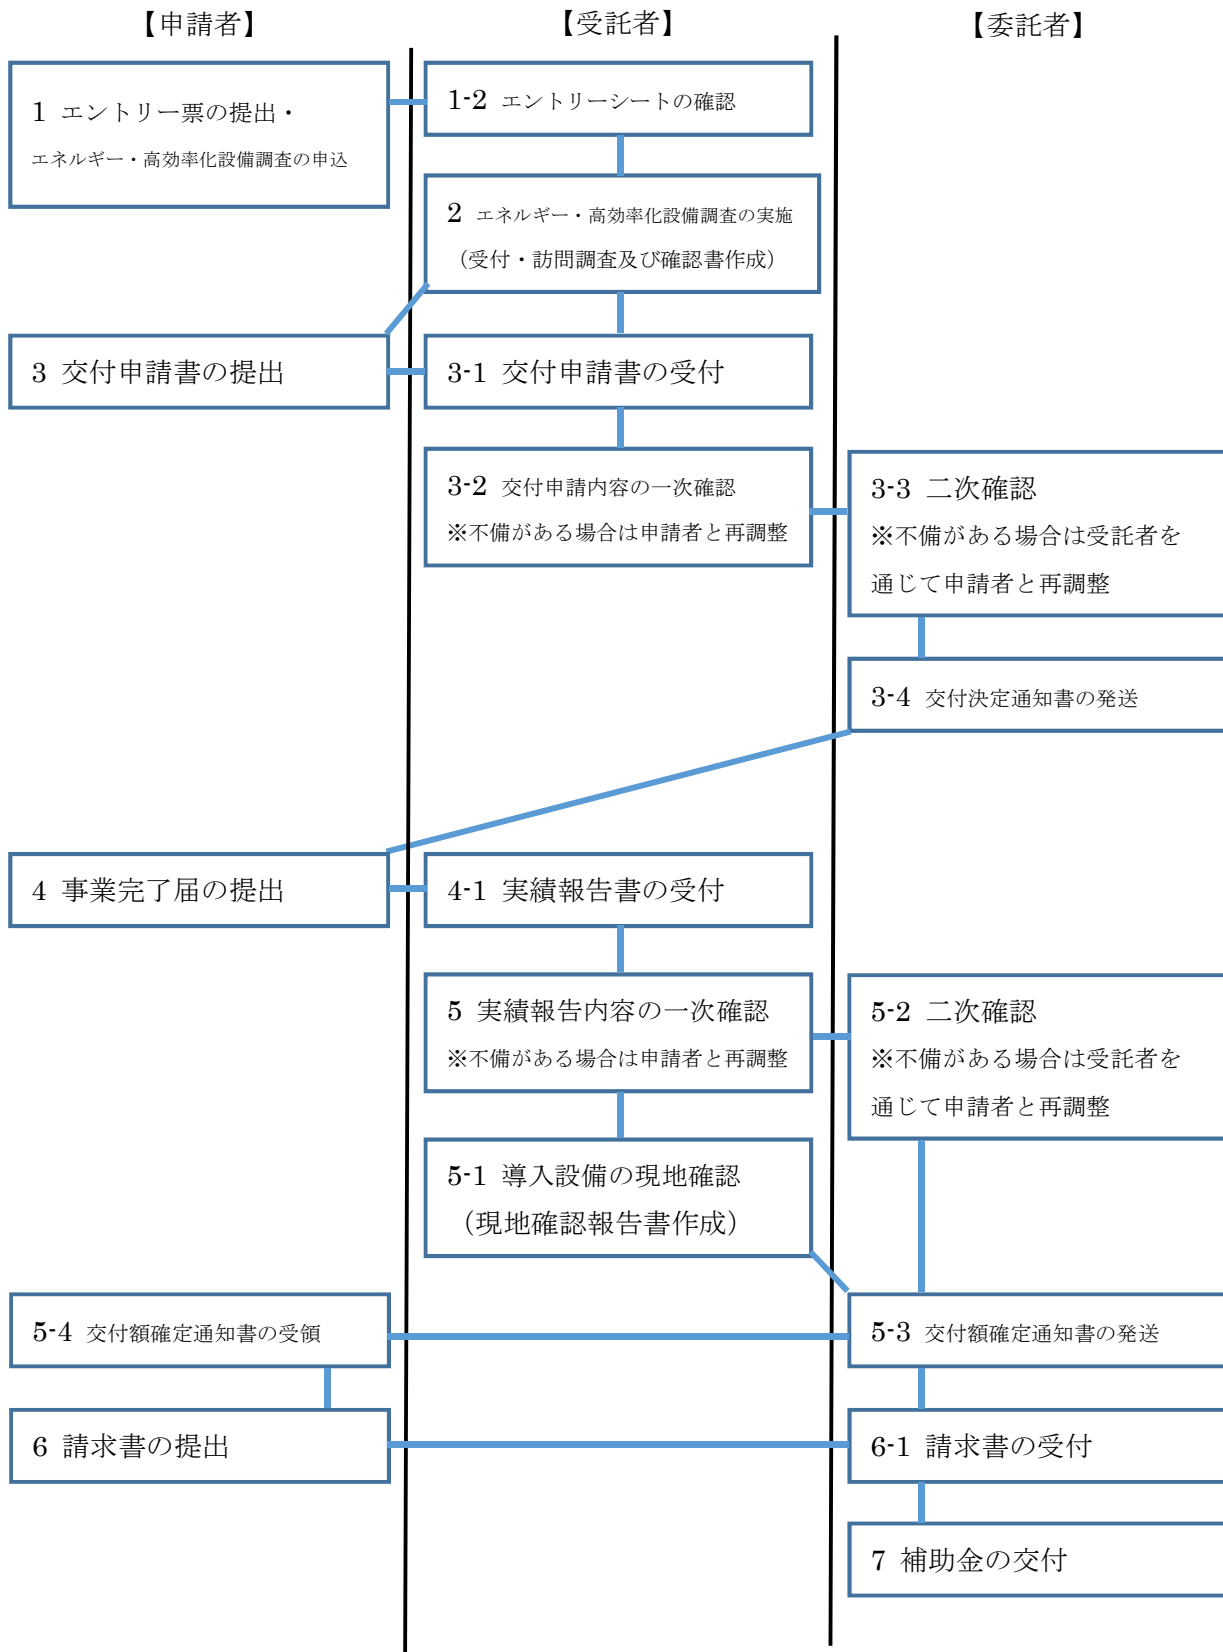 【申請者】
【受託者】
【委託者】
1 エントリー票の提出・
エネルギー・高効率化設備調査の申込
1-2 エントリーシートの確認
2 エネルギー・高効率化設備調査の実施
（受付・訪問調査及び確認書作成）
3 交付申請書の提出
3-1 交付申請書の受付
3-2 交付申請内容の一次確認
※不備がある場合は申請者と再調整
3-3 二次確認
※不備がある場合は受託者を
通じて申請者と再調整
3-4 交付決定通知書の発送
4 事業完了届の提出
4-1 実績報告書の受付
5 実績報告内容の一次確認
※不備がある場合は申請者と再調整
5-2 二次確認
※不備がある場合は受託者を
通じて申請者と再調整
5-1 導入設備の現地確認
（現地確認報告書作成）
5-4 交付額確定通知書の受領
5-3 交付額確定通知書の発送
6 請求書の提出
6-1 請求書の受付
7 補助金の交付